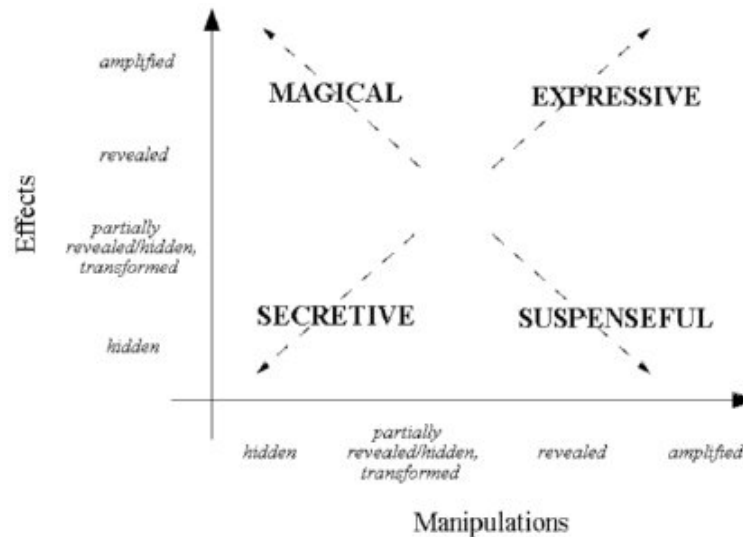 amplified
MAGICAL
EXPRESSIVE
revealed
Effects
partially
revealed/hidden,
transformed
SECRETIVE
SUSPENSEFUL
hidden
hidden
partially
revealed/hidden,
transformed
revealed
amplified
Manipulations